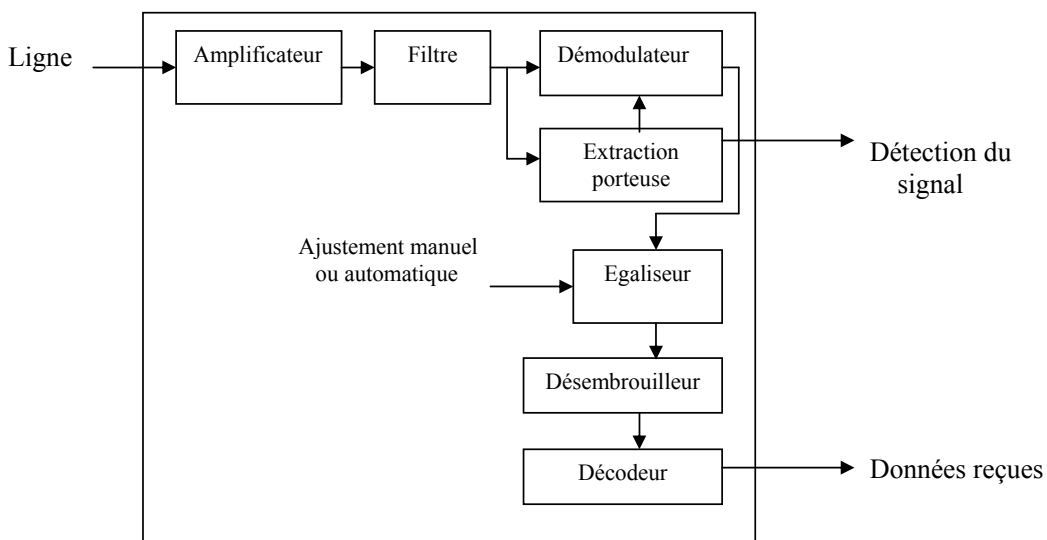 Ligne
Amplificateur
Filtre
Démodulateur
Extraction
porteuse
Détection du
signal
Ajustement manuel
ou automatique
Egaliseur
Désembrouilleur
Décodeur
Données reçues